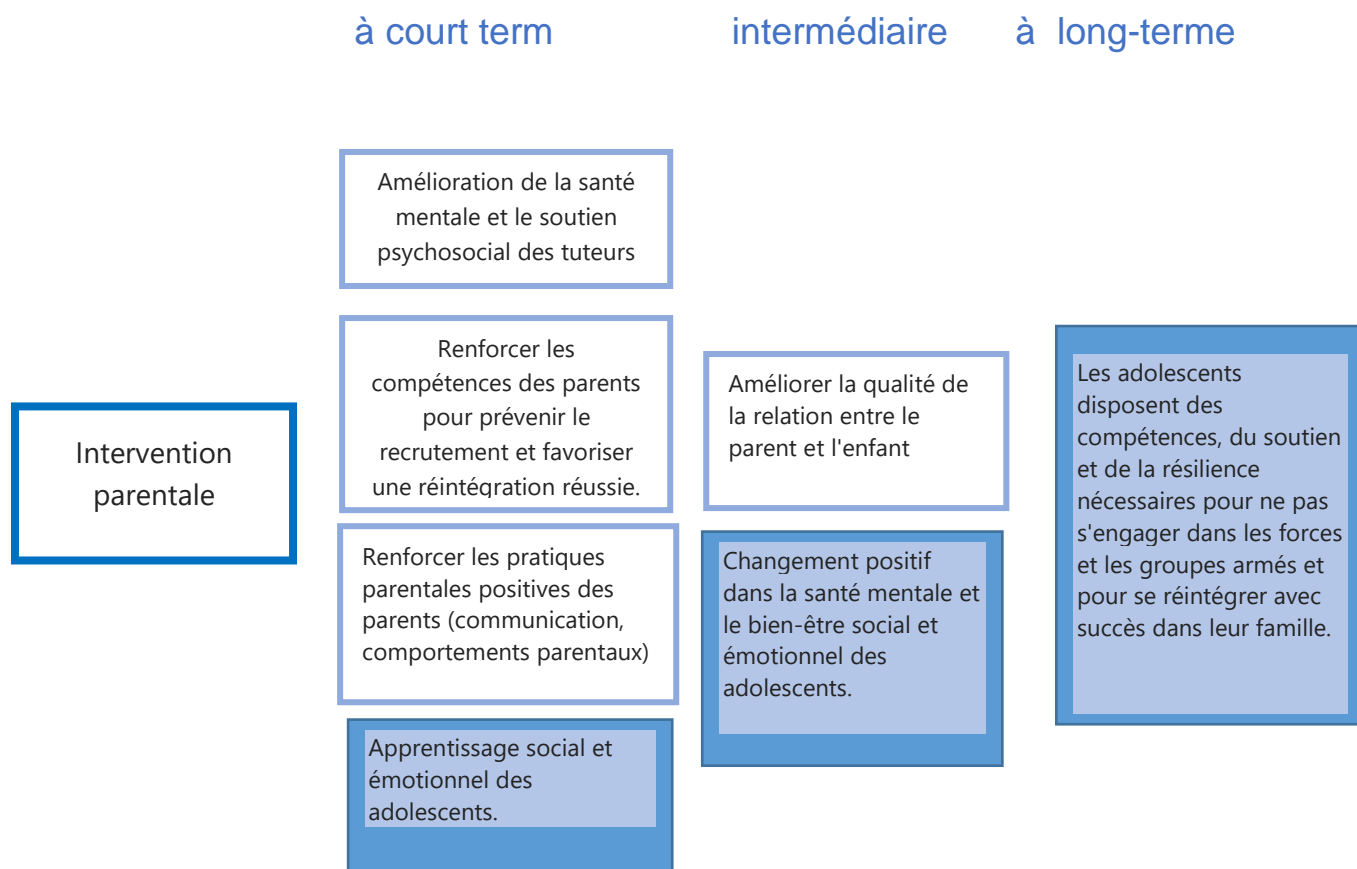 à court term
intermédiaire
à long-terme
Amélioration de la santé
mentale et le soutien
psychosocial des tuteurs
Renforcer les
compétences des parents
pour prévenir le
recrutement et favoriser
une réintégration réussie.
Améliorer la qualité de
la relation entre le
parent et l'enfant
Les adolescents
disposent des
compétences, du soutien
et de la résilience
nécessaires pour ne pas
s'engager dans les forces
et les groupes armés et
pour se réintégrer avec
succès dans leur famille.
Intervention
parentale
Renforcer les pratiques
parentales positives des
parents (communication,
comportements parentaux)
Changement positif
dans la santé mentale et
le bien-être social et
émotionnel des
adolescents.
Apprentissage social et
émotionnel des
adolescents.